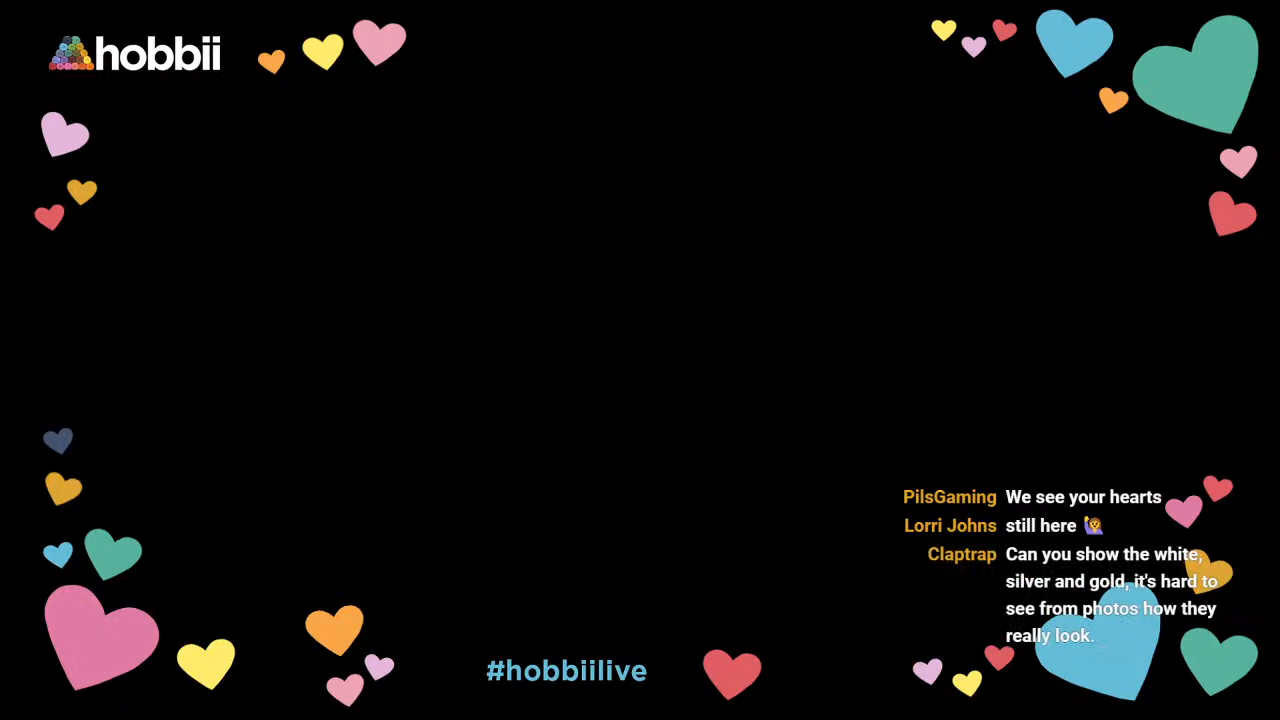 hobbii
PilsGaming We see your hearts
Lorri Johns still here 🙋
Claptrap Can you show the white,
silver and gold, it's hard to
see from photos how they
really look.
#hobbiilive